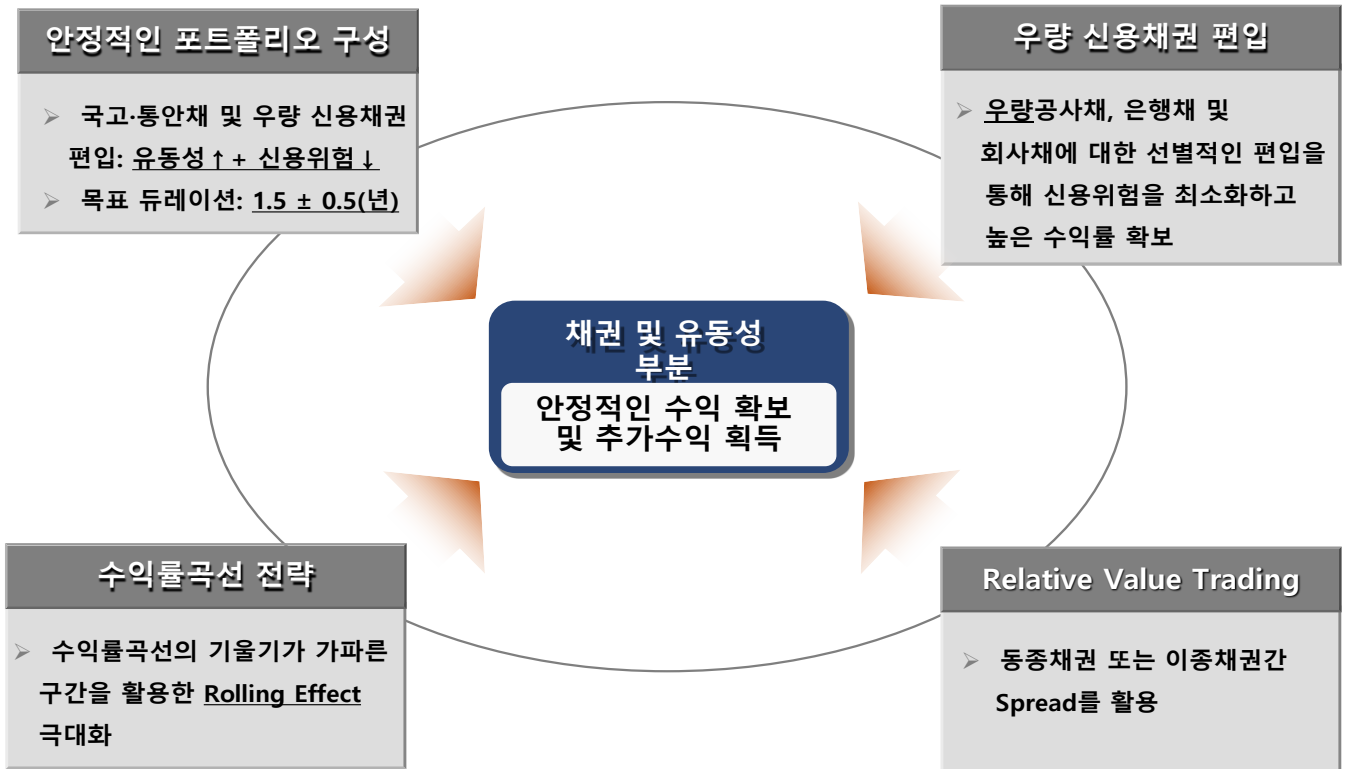 안정적인 포트폴리오 구성
➢ 국고·통안채 및 우량 신용채권
편입: 유동성↑+ 신용위험↓
➢ 목표 듀레이션: 1.5 ± 0.5(년)
우량 신용채권 편입
➢ 우량공사채, 은행채 및
회사채에 대한 선별적인 편입을
통해 신용위험을 최소화하고
높은 수익률 확보
채권 및 유동성
부분
안정적인 수익 확보
및 추가수익 획득
수익률곡선 전략
➢ 수익률곡선의 기울기가 가파른
구간을 활용한 Rolling Effect
극대화
Relative Value Trading
➢ 동종채권 또는 이종채권간
Spread를 활용